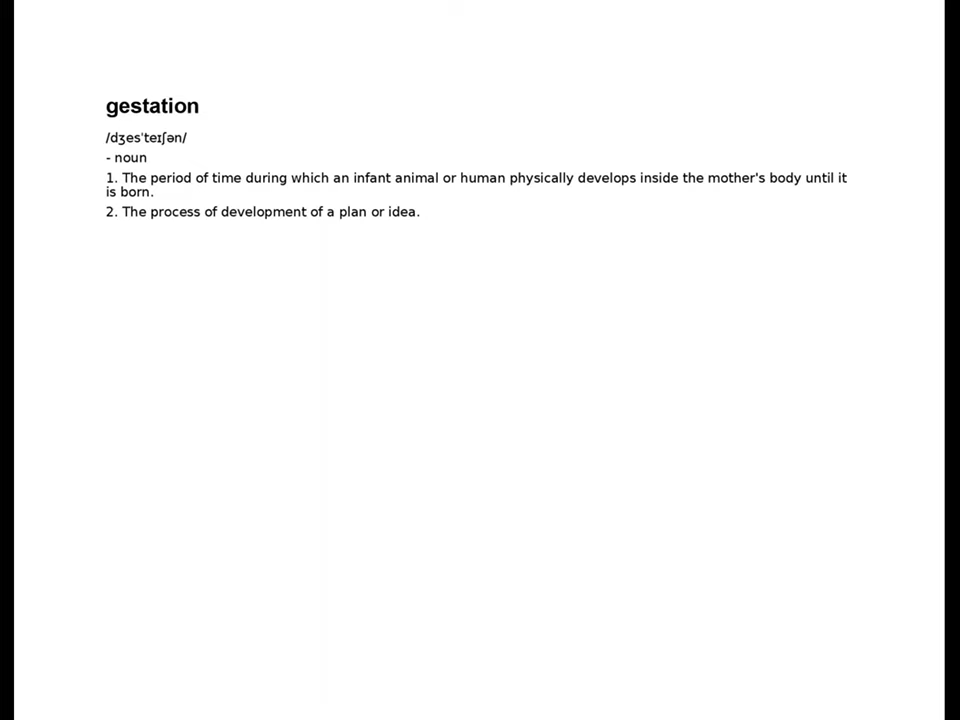 gestation
/dʒesˈteɪʃən/
- noun
1. The period of time during which an infant animal or human physically develops inside the mother's body until it
is born.
2. The process of development of a plan or idea.